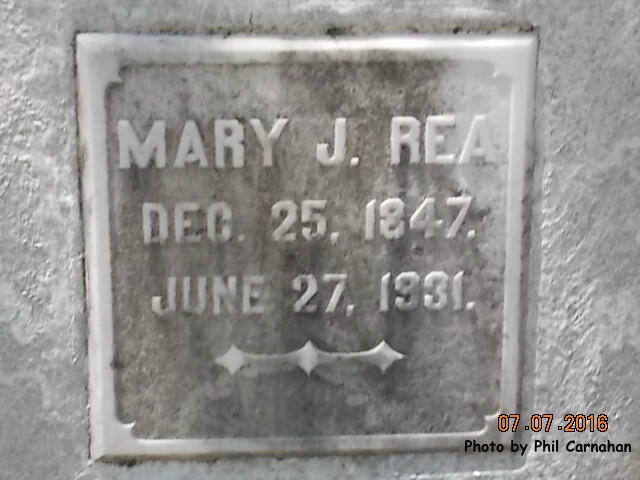 MARY J. REA
DEC. 25, 1847.
JUNE 27, 1931.
07.07.2016
Photo by Phil Carnahan